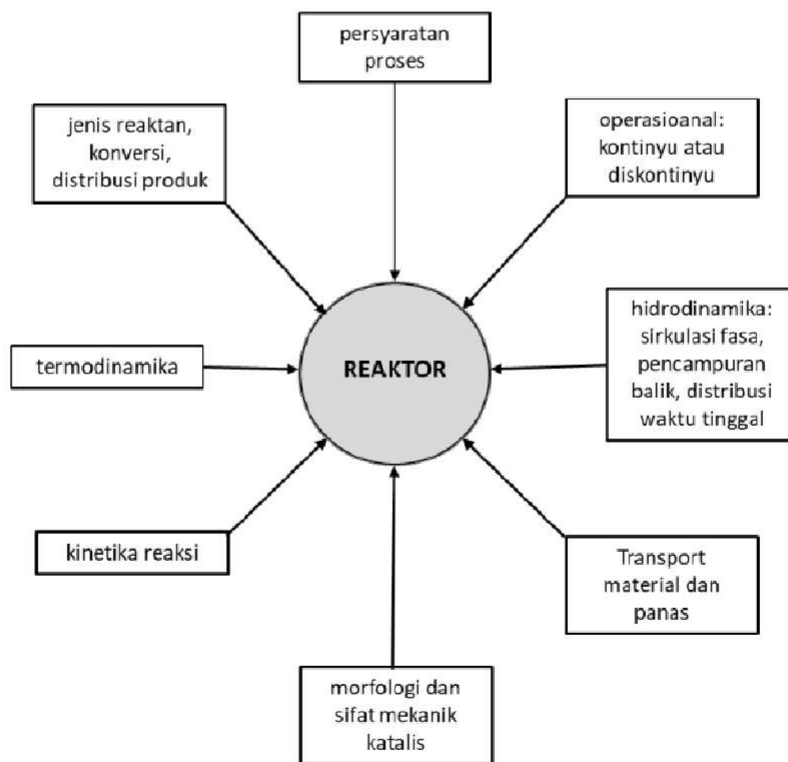 persyaratan
proses
jenis reaktan,
konversi,
distribusi produk
operasioanal:
kontinyu atau
diskontinyu
hidrodinamika:
sirkulasi fasa,
pencampuran
balik, distribusi
waktu tinggal
termodinamika
REAKTOR
kinetika reaksi
Transport
material dan
panas
morfologi dan
sifat mekanik
katalis